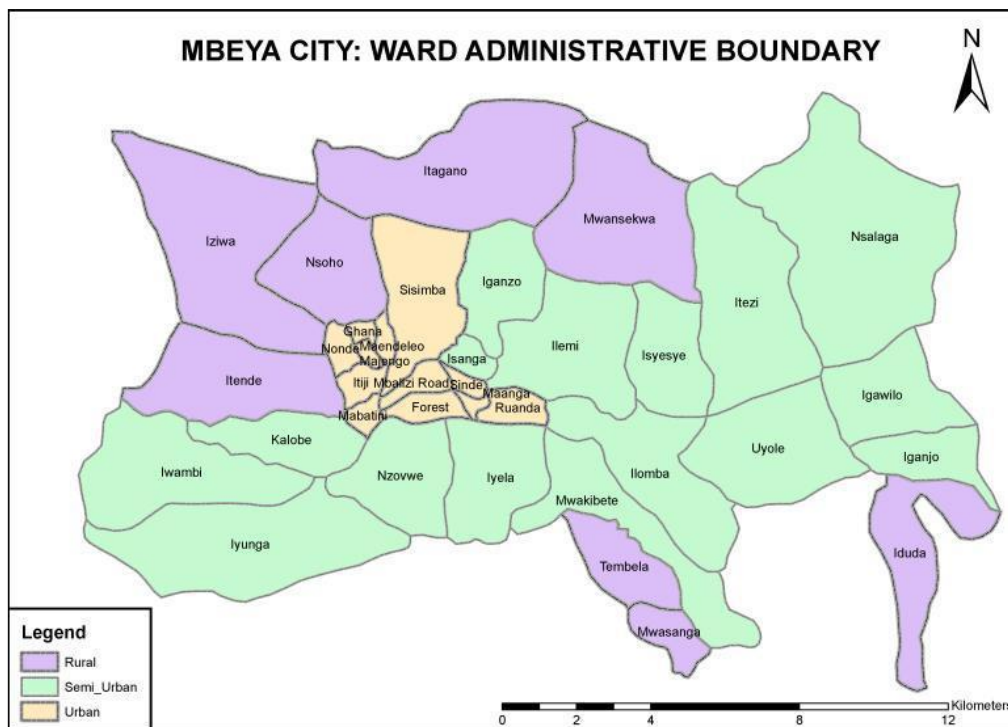 MBEYA CITY: WARD ADMINISTRATIVE BOUNDARY
N
Itagano
Mwansekwa
Iziwa
Nsoho
Nsalaga
Sisimba
Iganzo
Itezi
Ghana
Maendeleo
Nonde
Majengo
Isanga
Ilemi
Isyesye
Itende
Itiji
Mbalizi Road
Sinde
Maanga
Mabatini
Forest
Ruanda
Igawilo
Kalobe
Iwambi
Nzovwe
Iyela
Ilomba
Uyole
Iganjo
Mwakibete
Iyunga
Tembela
Iduda
Mwasanga
Legend
Rural
Semi_Urban
Urban
Kilometers
0 2 4 8 12